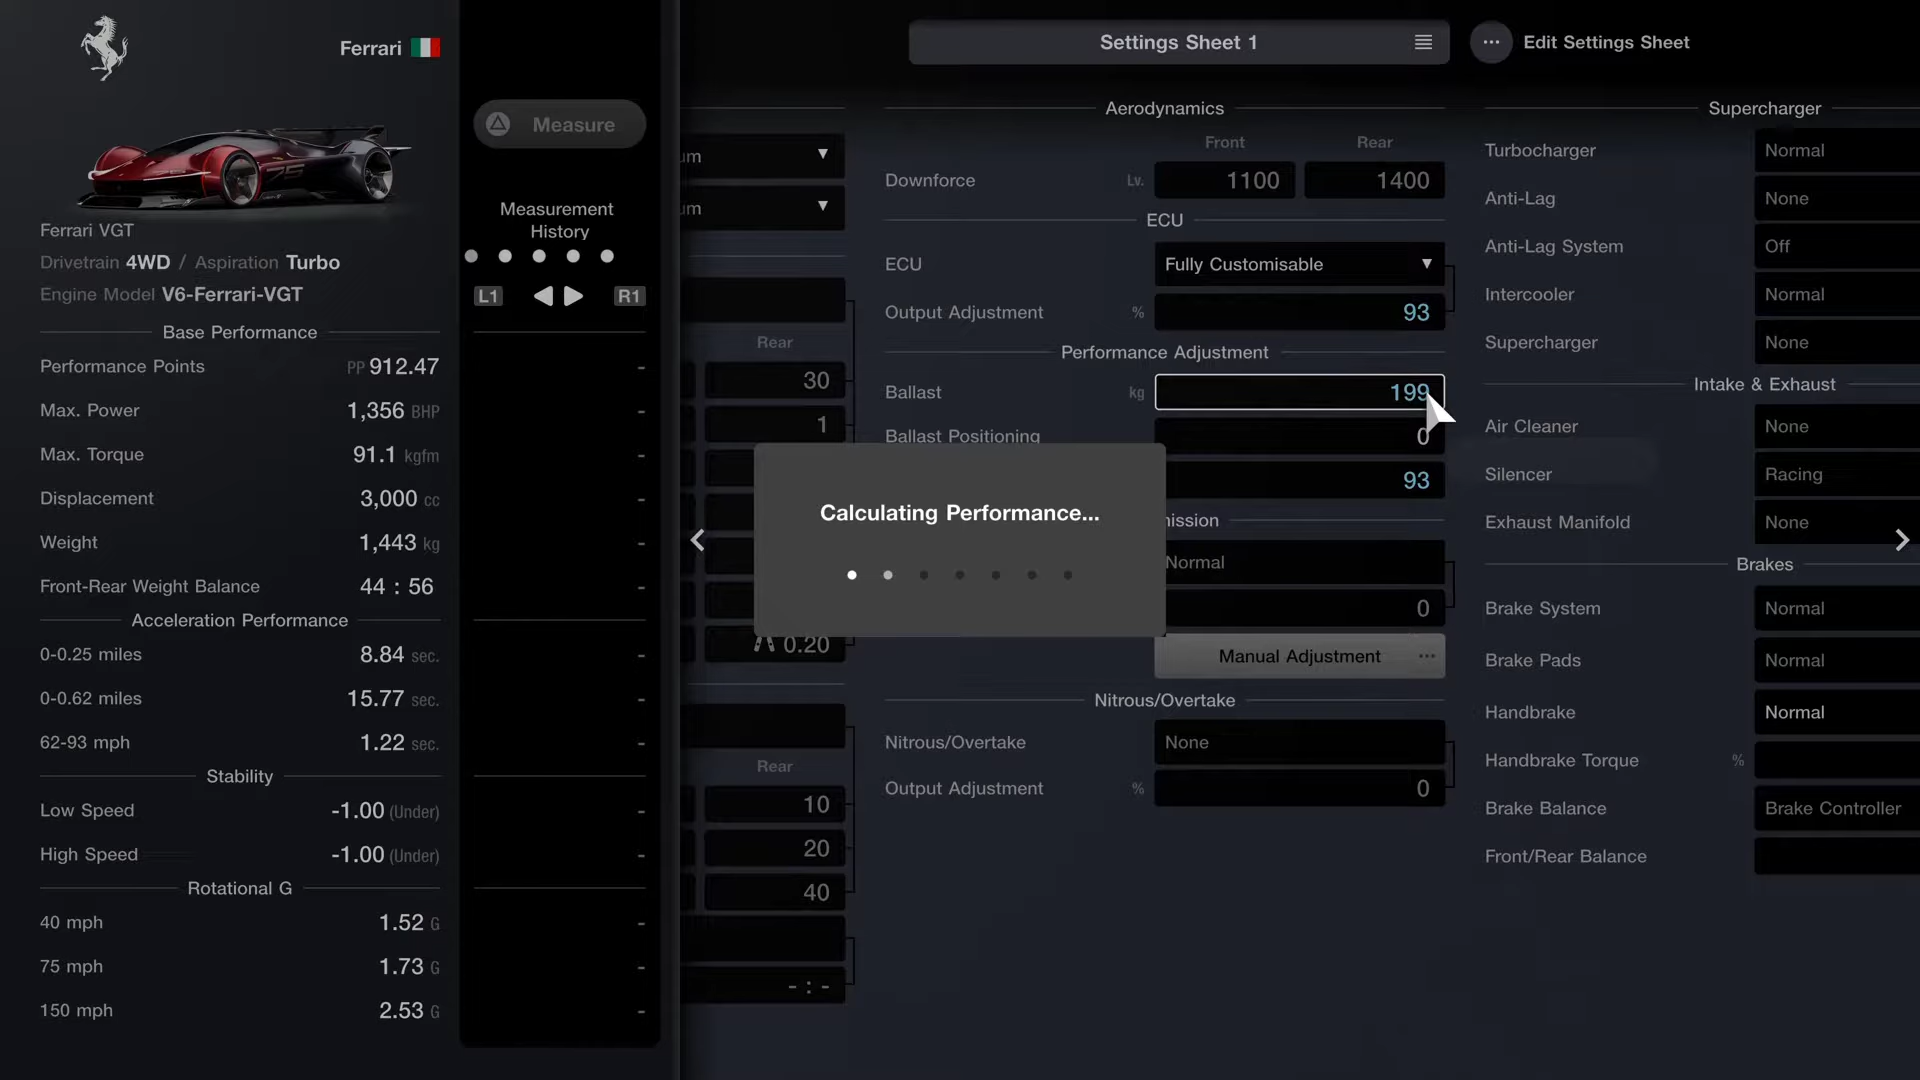 Ferrari
Ferrari VGT
Drivetrain 4WD / Aspiration Turbo
Engine Model V6-Ferrari-VGT
Base Performance
Performance Points PP 912.47
Max. Power 1,356 BHP
Max. Torque 91.1 kgfm
Displacement 3,000 cc
Weight 1,443 kg
Front-Rear Weight Balance 44 : 56
Acceleration Performance
0-0.25 miles 8.84 sec.
0-0.62 miles 15.77 sec.
62-93 mph 1.22 sec.
Stability
Low Speed -1.00 (Under)
High Speed -1.00 (Under)
Rotational G
40 mph 1.52 G
75 mph 1.73 G
150 mph 2.53 G
Measure
Measurement
History
L1 R1
-
-
-
-
-
-
-
-
-
-
-
-
-
-
Rear
30
1
0.20
Rear
10
20
40
- : -
Settings Sheet 1
Edit Settings Sheet
Aerodynamics
Front Rear
Downforce Lv. 1100 1400
ECU
ECU Fully Customisable
Output Adjustment % 93
Performance Adjustment
Ballast kg 199
Ballast Positioning 0
93
Calculating Performance...
Normal
0
Manual Adjustment
Nitrous/Overtake
Nitrous/Overtake None
Output Adjustment % 0
Supercharger
Turbocharger Normal
Anti-Lag None
Anti-Lag System Off
Intercooler Normal
Supercharger None
Intake & Exhaust
Air Cleaner None
Silencer Racing
Exhaust Manifold None
Brakes
Brake System Normal
Brake Pads Normal
Handbrake Normal
Handbrake Torque %
Brake Balance Brake Controller
Front/Rear Balance